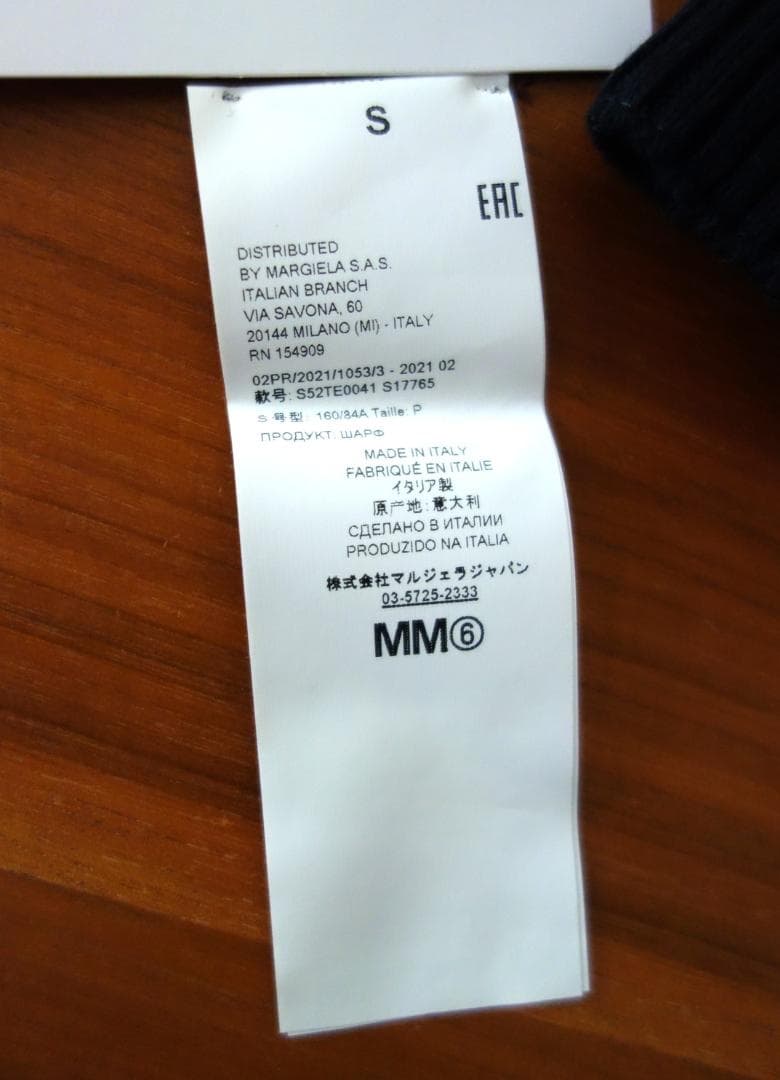 S
EAC
DISTRIBUTED
BY MARGIELA S.A.S.
ITALIAN BRANCH
VIA SAVONA, 60
20144 MILANO (MI) - ITALY
RN 154909
02PR/2021/1053/3 - 2021 02
款号: S52TE0041 S17765
S 号型: 160/84A Taille: P
ПРОДУКТ: ШАРФ
MADE IN ITALY
FABRIQUÉ EN ITALIE
イタリア製
原产地: 意大利
СДЕЛАНО В ИТАЛИИ
PRODUZIDO NA ITALIA
株式会社マルジェラジャパン
03-5725-2333
MM⑥